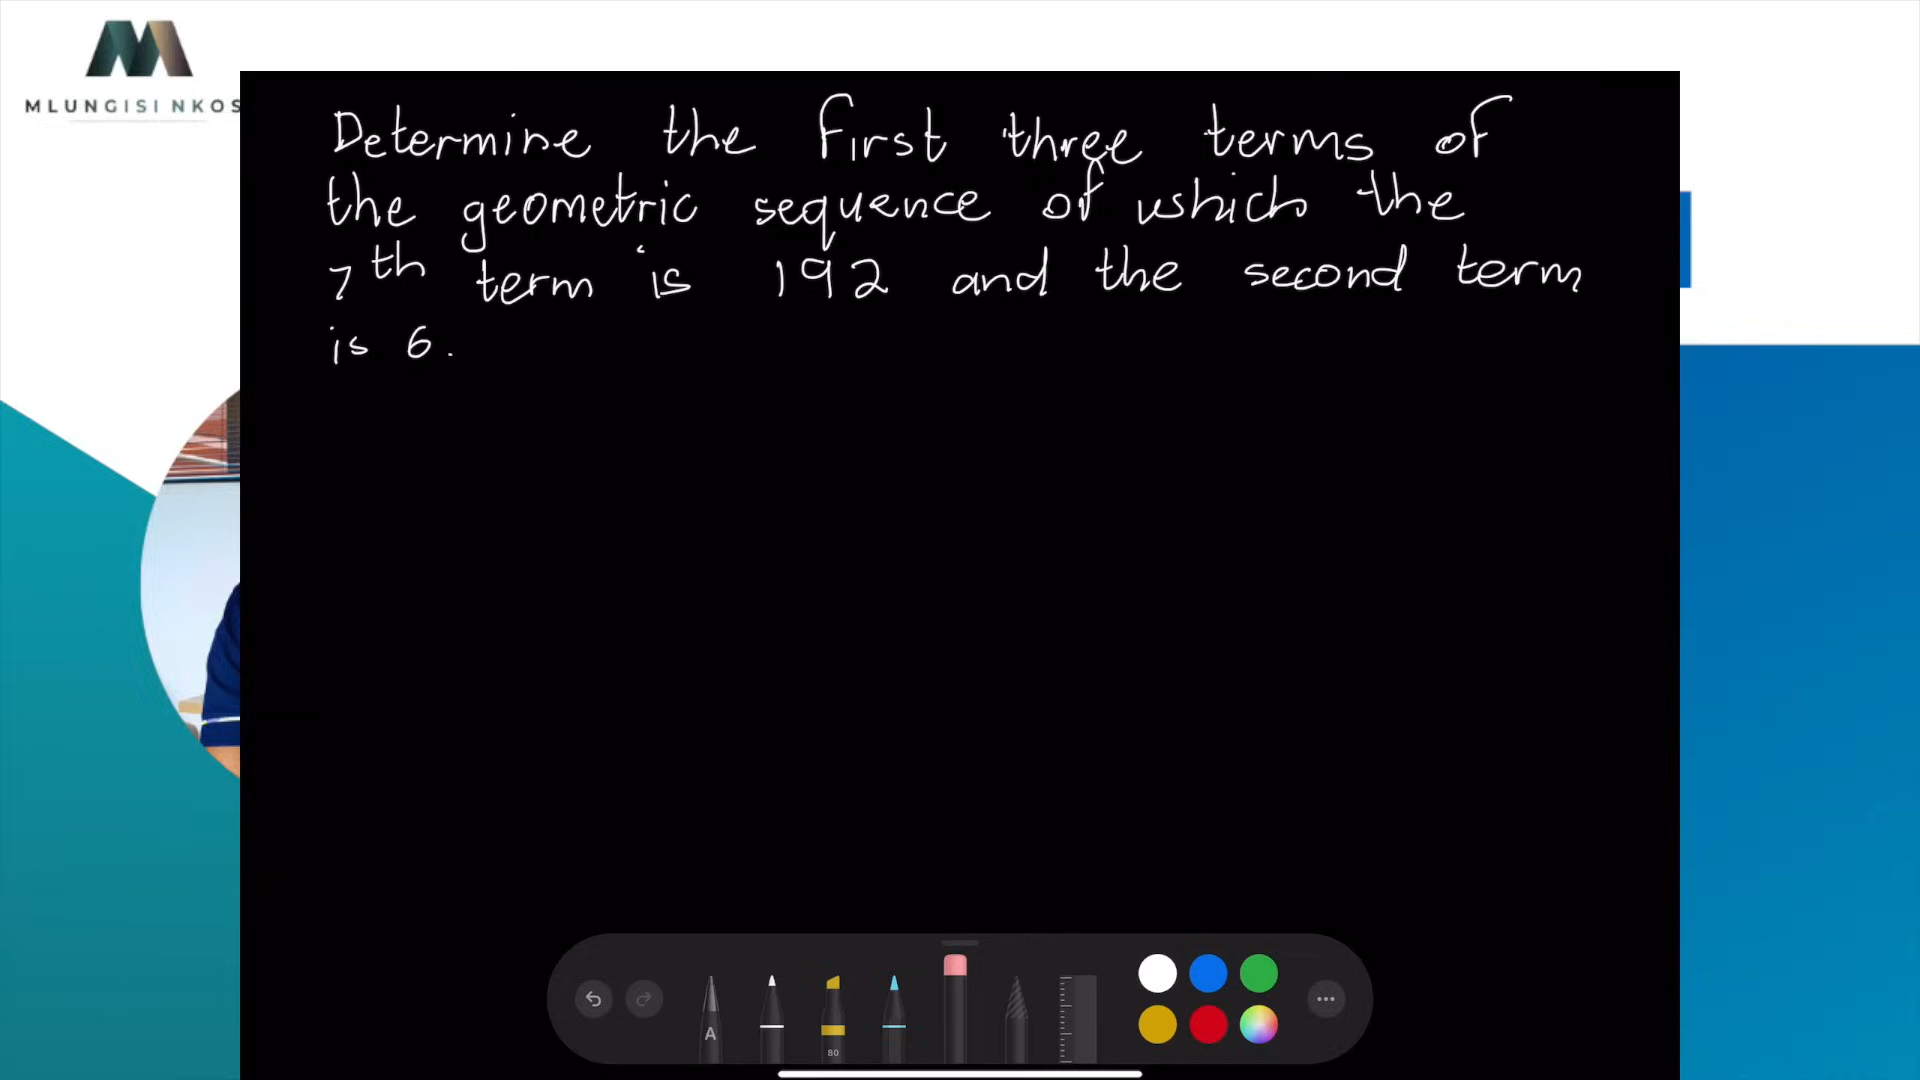 MLUNGISI NKOS
Determine the first three terms of
the geometric sequence of which the
7th term is 192 and the second term
is 6.
A
80